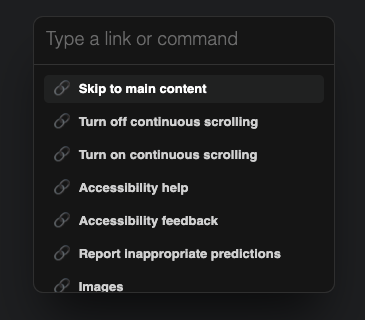 Type a link or command
Skip to main content
Turn off continuous scrolling
Turn on continuous scrolling
Accessibility help
Accessibility feedback
Report inappropriate predictions
Images